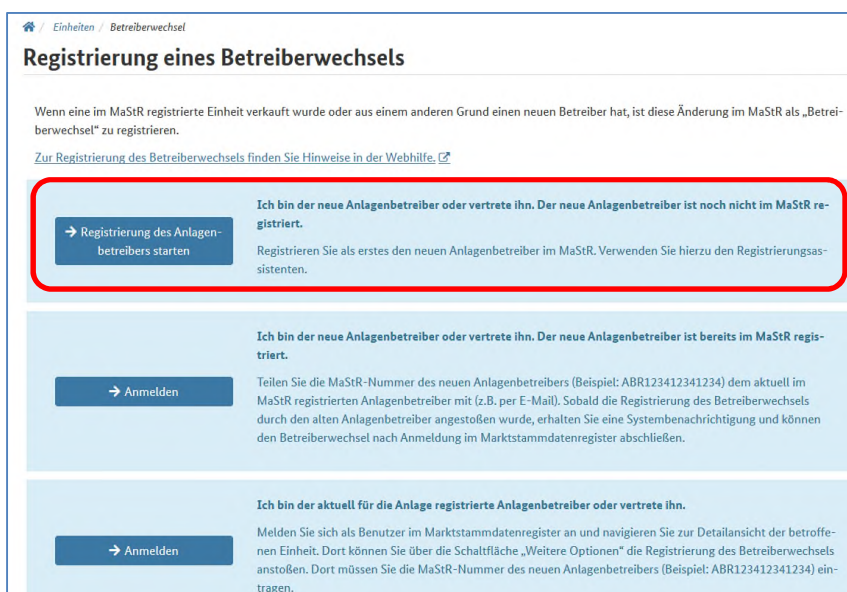 / Einheiten / Betreiberwechsel
Registrierung eines Betreiberwechsels
Wenn eine im MaStR registrierte Einheit verkauft wurde oder aus einem anderen Grund einen neuen Betreiber hat, ist diese Änderung im MaStR als „Betrei-
berwechsel“ zu registrieren.
Zur Registrierung des Betreiberwechsels finden Sie Hinweise in der Webhilfe.
→ Registrierung des Anlagen-
betreibers starten
Ich bin der neue Anlagenbetreiber oder vertrete ihn. Der neue Anlagenbetreiber ist noch nicht im MaStR re-
gistriert.
Registrieren Sie als erstes den neuen Anlagenbetreiber im MaStR. Verwenden Sie hierzu den Registrierungsas-
sistenten.
→ Anmelden
Ich bin der neue Anlagenbetreiber oder vertrete ihn. Der neue Anlagenbetreiber ist bereits im MaStR regis-
triert.
Teilen Sie die MaStR-Nummer des neuen Anlagenbetreibers (Beispiel: ABR123412341234) dem aktuell im
MaStR registrierten Anlagenbetreiber mit (z.B. per E-Mail). Sobald die Registrierung des Betreiberwechsels
durch den alten Anlagenbetreiber angestoßen wurde, erhalten Sie eine Systembenachrichtigung und können
den Betreiberwechsel nach Anmeldung im Marktstammdatenregister abschließen.
→ Anmelden
Ich bin der aktuell für die Anlage registrierte Anlagenbetreiber oder vertrete ihn.
Melden Sie sich als Benutzer im Marktstammdatenregister an und navigieren Sie zur Detailansicht der betroffe-
nen Einheit. Dort können Sie über die Schaltfläche „Weitere Optionen“ die Registrierung des Betreiberwechsels
anstoßen. Dort müssen Sie die MaStR-Nummer des neuen Anlagenbetreibers (Beispiel: ABR123412341234) ein-
tragen.